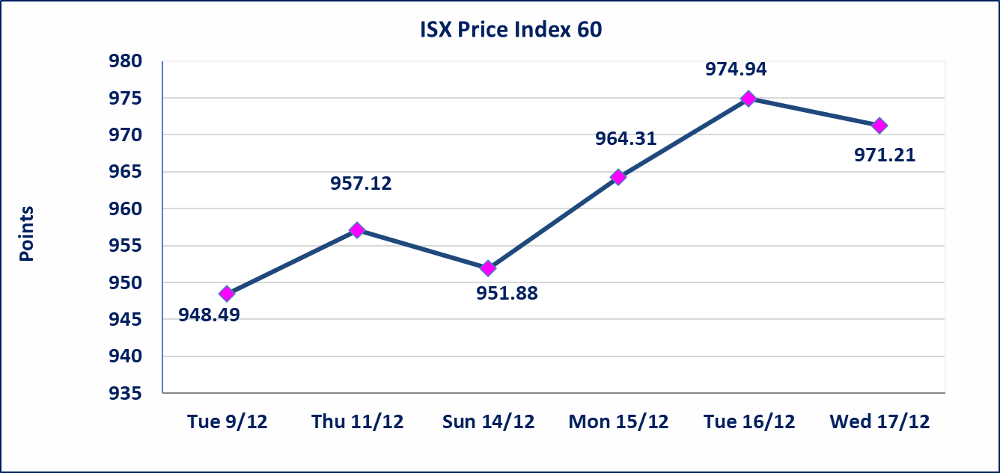 ISX Price Index 60
Points
980
975
970
965
960
955
950
945
940
935
948.49
957.12
951.88
964.31
974.94
971.21
Tue 9/12
Thu 11/12
Sun 14/12
Mon 15/12
Tue 16/12
Wed 17/12